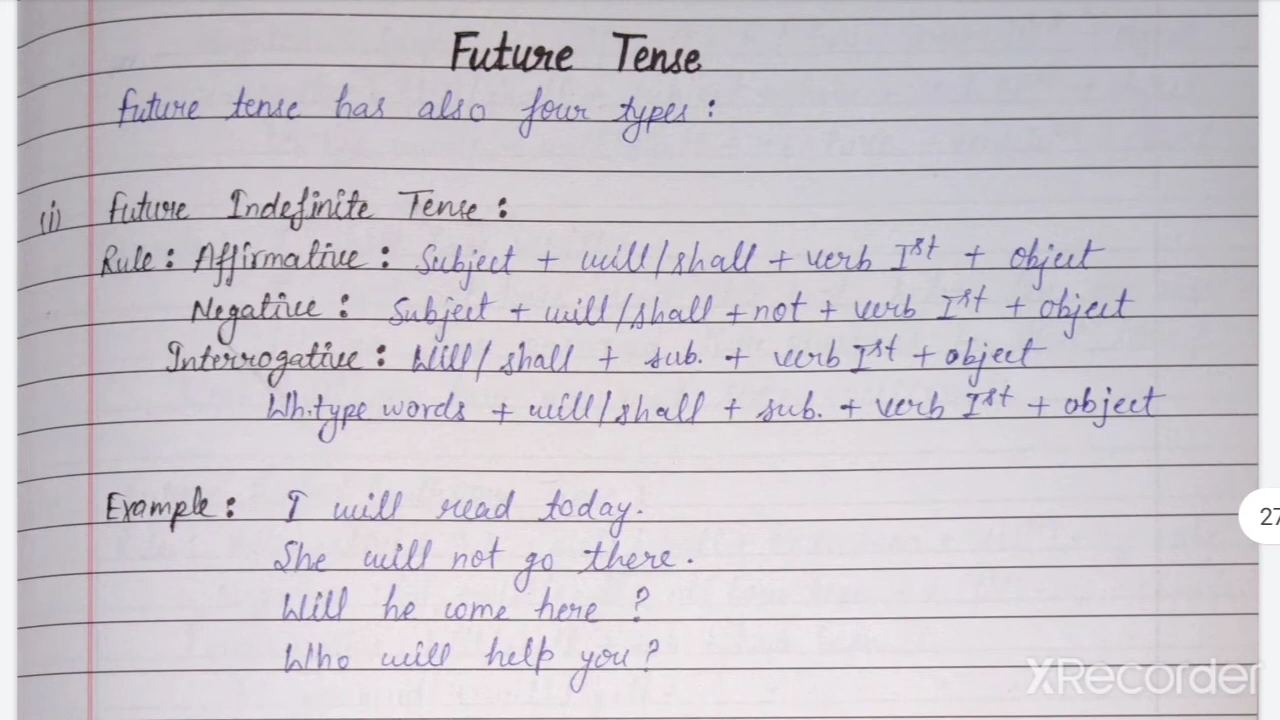 Future Tense
Future tense has also four types :
(i) Future Indefinite Tense :
Rule : Affirmative : Subject + will/shall + verb Ist + object
Negative : Subject + will/shall + not + verb Ist + object
Interrogative : Will/shall + sub. + verb Ist + object
Wh.type words + will/shall + sub. + verb Ist + object
Example : I will read today.
She will not go there.
Will he come here ?
Who will help you ?
27
XRecorder